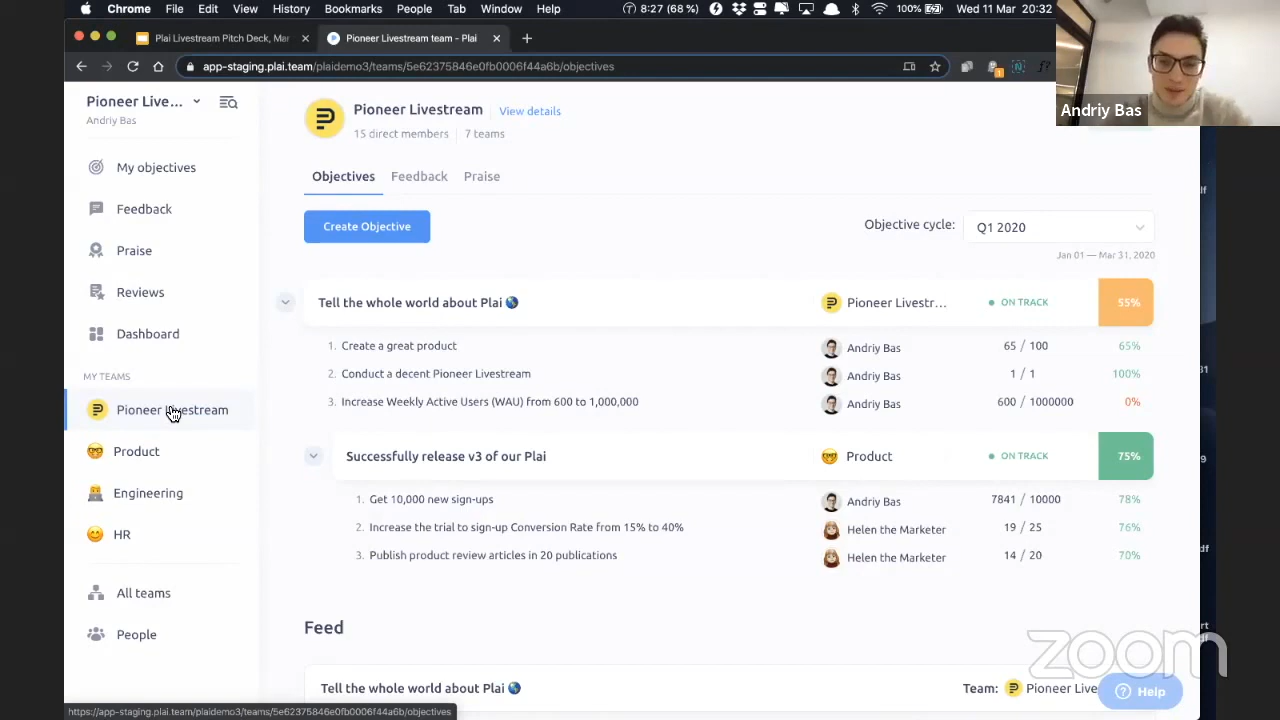 Chrome File Edit View History Bookmarks People Tab Window Help 8:27 (68 %) 100% Wed 11 Mar 20:32
Plai Livestream Pitch Deck, Mar
Pioneer Livestream team - Plai
app-staging.plai.team/plaidemo3/teams/5e62375846e0fb0006f44a6b/objectives
Andriy Bas
Pioneer Live...
Andriy Bas
My objectives
Feedback
Praise
Reviews
Dashboard
MY TEAMS
Pioneer Livestream
Product
Engineering
HR
All teams
People
Pioneer Livestream View details
15 direct members 7 teams
Objectives Feedback Praise
Create Objective
Objective cycle: Q1 2020
Jan 01 — Mar 31, 2020
Tell the whole world about Plai Pioneer Livestr... ON TRACK 55%
1. Create a great product Andriy Bas 65 / 100 65%
2. Conduct a decent Pioneer Livestream Andriy Bas 1 / 1 100%
3. Increase Weekly Active Users (WAU) from 600 to 1,000,000 Andriy Bas 600 / 1000000 0%
Successfully release v3 of our Plai Product ON TRACK 75%
1. Get 10,000 new sign-ups Andriy Bas 7841 / 10000 78%
2. Increase the trial to sign-up Conversion Rate from 15% to 40% Helen the Marketer 19 / 25 76%
3. Publish product review articles in 20 publications Helen the Marketer 14 / 20 70%
Feed
Tell the whole world about Plai Team: Pioneer Live
zoom
Help
https://app-staging.plai.team/plaidemo3/teams/5e62375846e0fb0006f44a6b/objectives